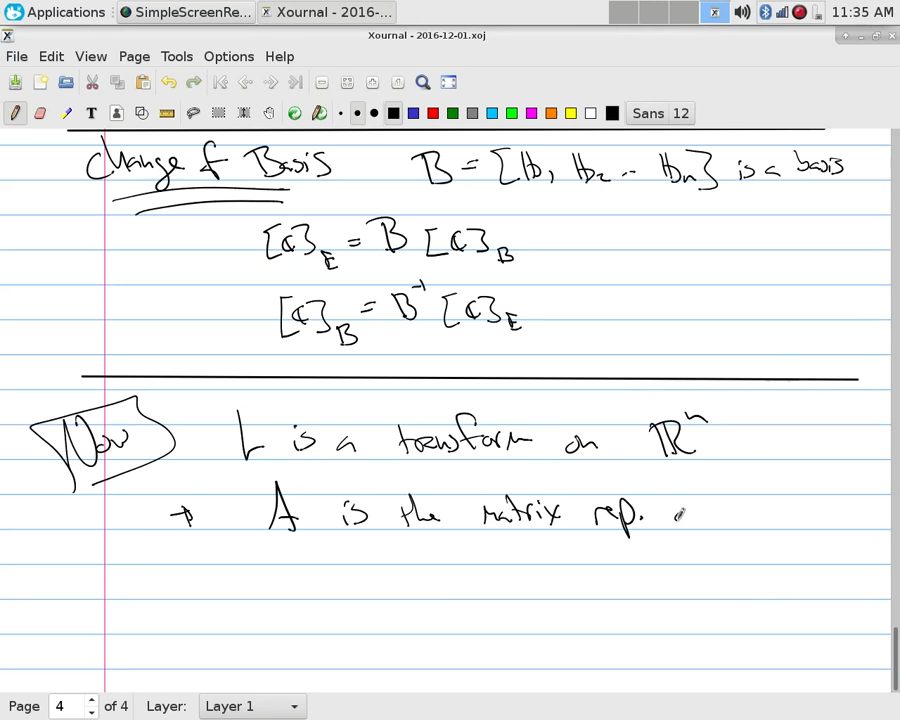 Applications SimpleScreenRe... Xournal - 2016-12-... 11:35 AM
Xournal - 2016-12-01.xoj
File Edit View Page Tools Options Help
Sans 12
Change of Basis B = {b1, b2 -- bn} is a basis
[c]E = B [c]B
[c]B = B^-1 [c]E
Now L is a transform on ℝ^n
→ A is the matrix rep.
Page 4 of 4 Layer: Layer 1